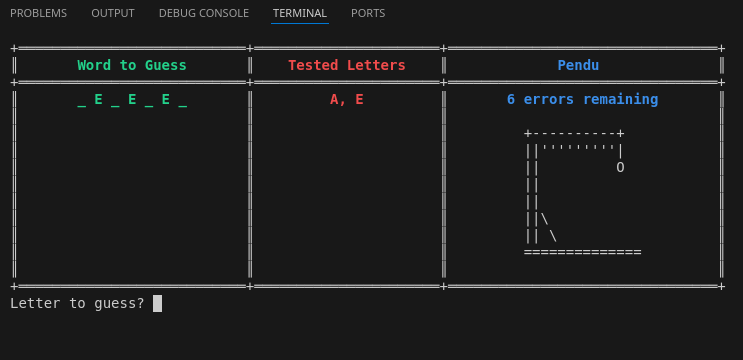 PROBLEMS OUTPUT DEBUG CONSOLE TERMINAL PORTS
Word to Guess Tested Letters Pendu
_ E _ E _ E _ A, E 6 errors remaining
+----------+
||'''''''''|
||         O
||
||
||\
|| \
==============
Letter to guess?